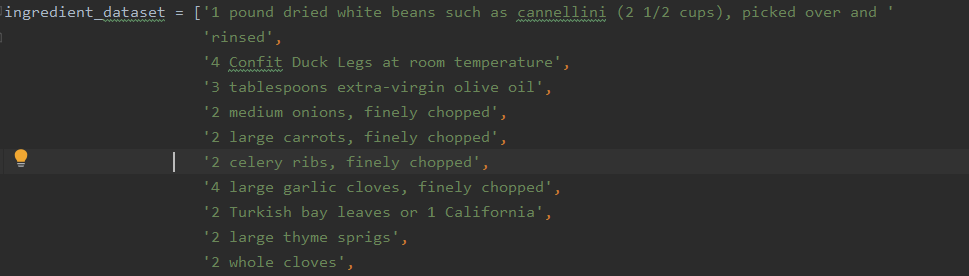 ingredient_dataset = ['1 pound dried white beans such as cannellini (2 1/2 cups), picked over and '
'rinsed',
'4 Confit Duck Legs at room temperature',
'3 tablespoons extra-virgin olive oil',
'2 medium onions, finely chopped',
'2 large carrots, finely chopped',
'2 celery ribs, finely chopped',
'4 large garlic cloves, finely chopped',
'2 Turkish bay leaves or 1 California',
'2 large thyme sprigs',
'2 whole cloves',